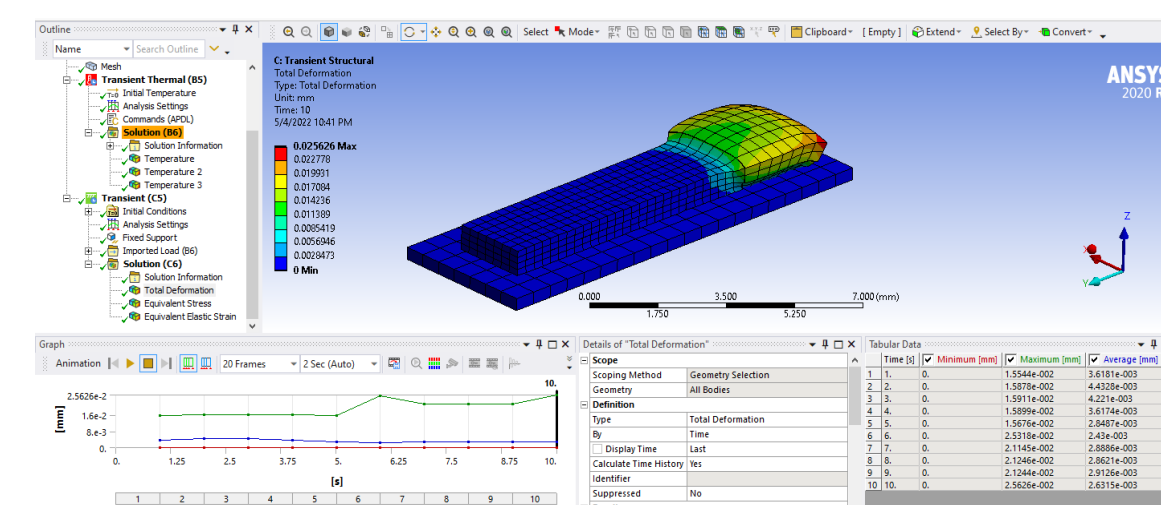 Outline
Name Search Outline
Select Mode Clipboard [ Empty ] Extend Select By Convert
Mesh
Transient Thermal (B5)
Initial Temperature
Analysis Settings
Commands (APDL)
Solution (B6)
Solution Information
Temperature
Temperature 2
Temperature 3
Transient (C5)
Initial Conditions
Analysis Settings
Fixed Support
Imported Load (B6)
Solution (C6)
Solution Information
Total Deformation
Equivalent Stress
Equivalent Elastic Strain
C: Transient Structural
Total Deformation
Type: Total Deformation
Unit: mm
Time: 10
5/4/2022 10:41 PM
0.025626 Max
0.022778
0.019931
0.017084
0.014236
0.011389
0.0085419
0.0056946
0.0028473
0 Min
ANSYS
2020 R
Z
X
Y
0.000 3.500 7.000 (mm)
1.750 5.250
Graph
Animation 20 Frames 2 Sec (Auto)
10.
2.5626e-2
1.6e-2
8.e-3
0.
[mm]
0. 1.25 2.5 3.75 5. 6.25 7.5 8.75 10.
[s]
1 2 3 4 5 6 7 8 9 10
Details of "Total Deformation"
Scope
Scoping Method Geometry Selection
Geometry All Bodies
Definition
Type Total Deformation
By Time
Display Time Last
Calculate Time History Yes
Identifier
Suppressed No
Tabular Data
Time [s] Minimum [mm] Maximum [mm] Average [mm]
1 1. 0. 1.5544e-002 3.6181e-003
2 2. 0. 1.5878e-002 4.4328e-003
3 3. 0. 1.5911e-002 4.221e-003
4 4. 0. 1.5899e-002 3.6174e-003
5 5. 0. 1.5676e-002 2.8487e-003
6 6. 0. 2.5318e-002 2.43e-003
7 7. 0. 2.1145e-002 2.8886e-003
8 8. 0. 2.1246e-002 2.8621e-003
9 9. 0. 2.1244e-002 2.9126e-003
10 10. 0. 2.5626e-002 2.6315e-003